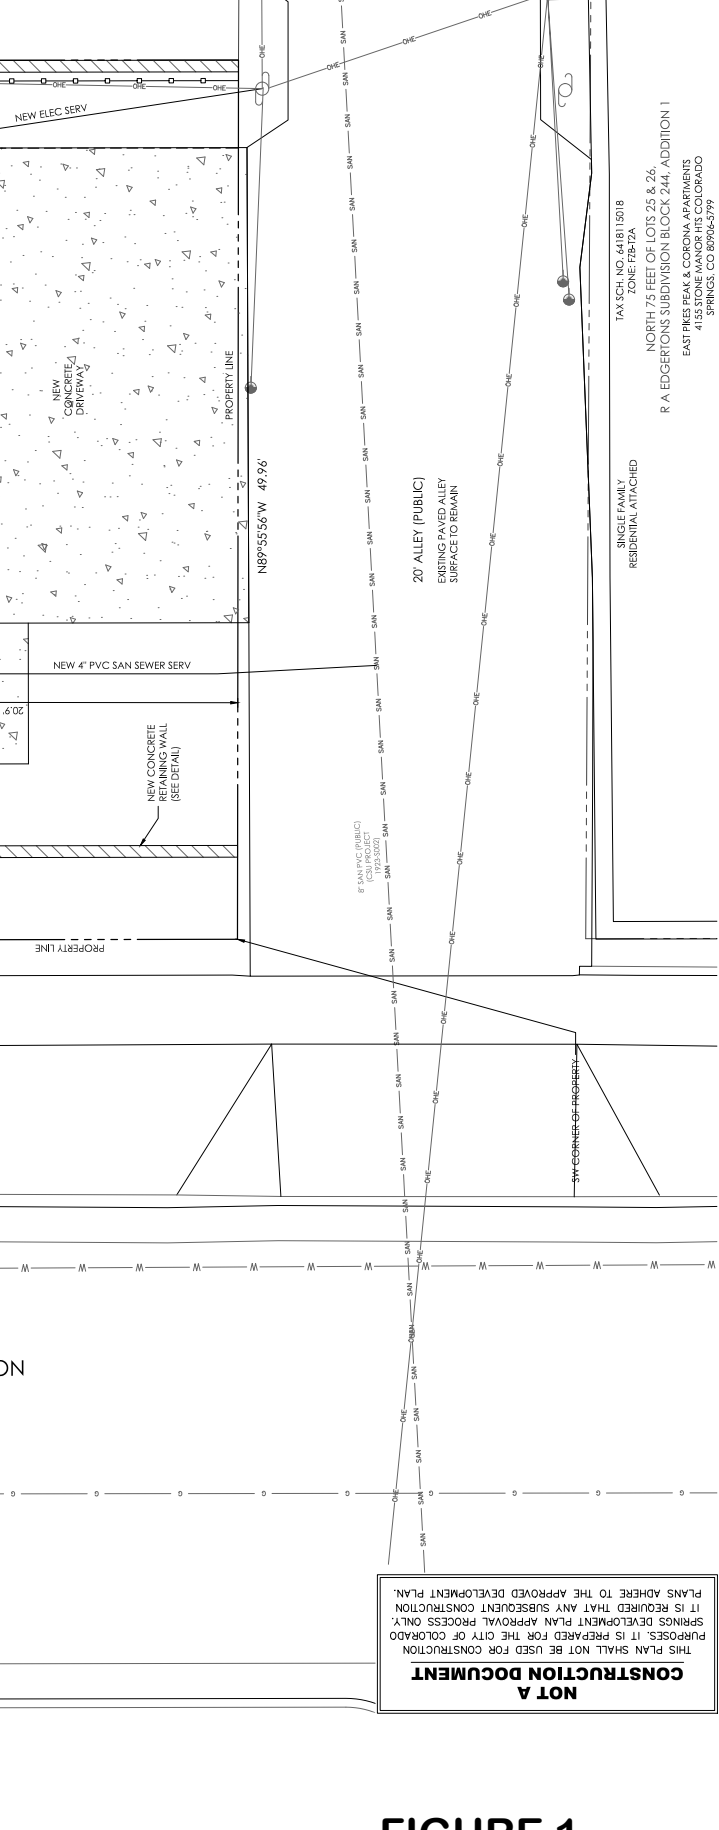 NEW ELEC SERV
TAX SCH. NO. 6418115018
ZONE: FZB-T2A
NORTH 75 FEET OF LOTS 25 & 26,
R A EDGERTONS SUBDIVISION BLOCK 244, ADDITION 1
EAST PIKES PEAK & CORONA APARTMENTS
4155 STONE MANOR HTS COLORADO
SPRINGS, CO 80906-5799
NEW
CONCRETE
DRIVEWAY
PROPERTY LINE
N89°55'56"W 49.96'
20' ALLEY (PUBLIC)
EXISTING PAVED ALLEY
SURFACE TO REMAIN
SINGLE FAMILY
RESIDENTIAL ATTACHED
NEW 4" PVC SAN SEWER SERV
20.9'
NEW CONCRETE
RETAINING WALL
(SEE DETAIL)
8" SAN PVC (PUBLIC)
(CSU PROJECT
1923-S002)
PROPERTY LINE
SW CORNER OF PROPERTY
OHE
SAN
W
G
ON
NOT A
CONSTRUCTION DOCUMENT
THIS PLAN SHALL NOT BE USED FOR CONSTRUCTION
PURPOSES. IT IS PREPARED FOR THE CITY OF COLORADO
SPRINGS DEVELOPMENT PLAN APPROVAL PROCESS ONLY.
IT IS REQUIRED THAT ANY SUBSEQUENT CONSTRUCTION
PLANS ADHERE TO THE APPROVED DEVELOPMENT PLAN.
FIGURE 1